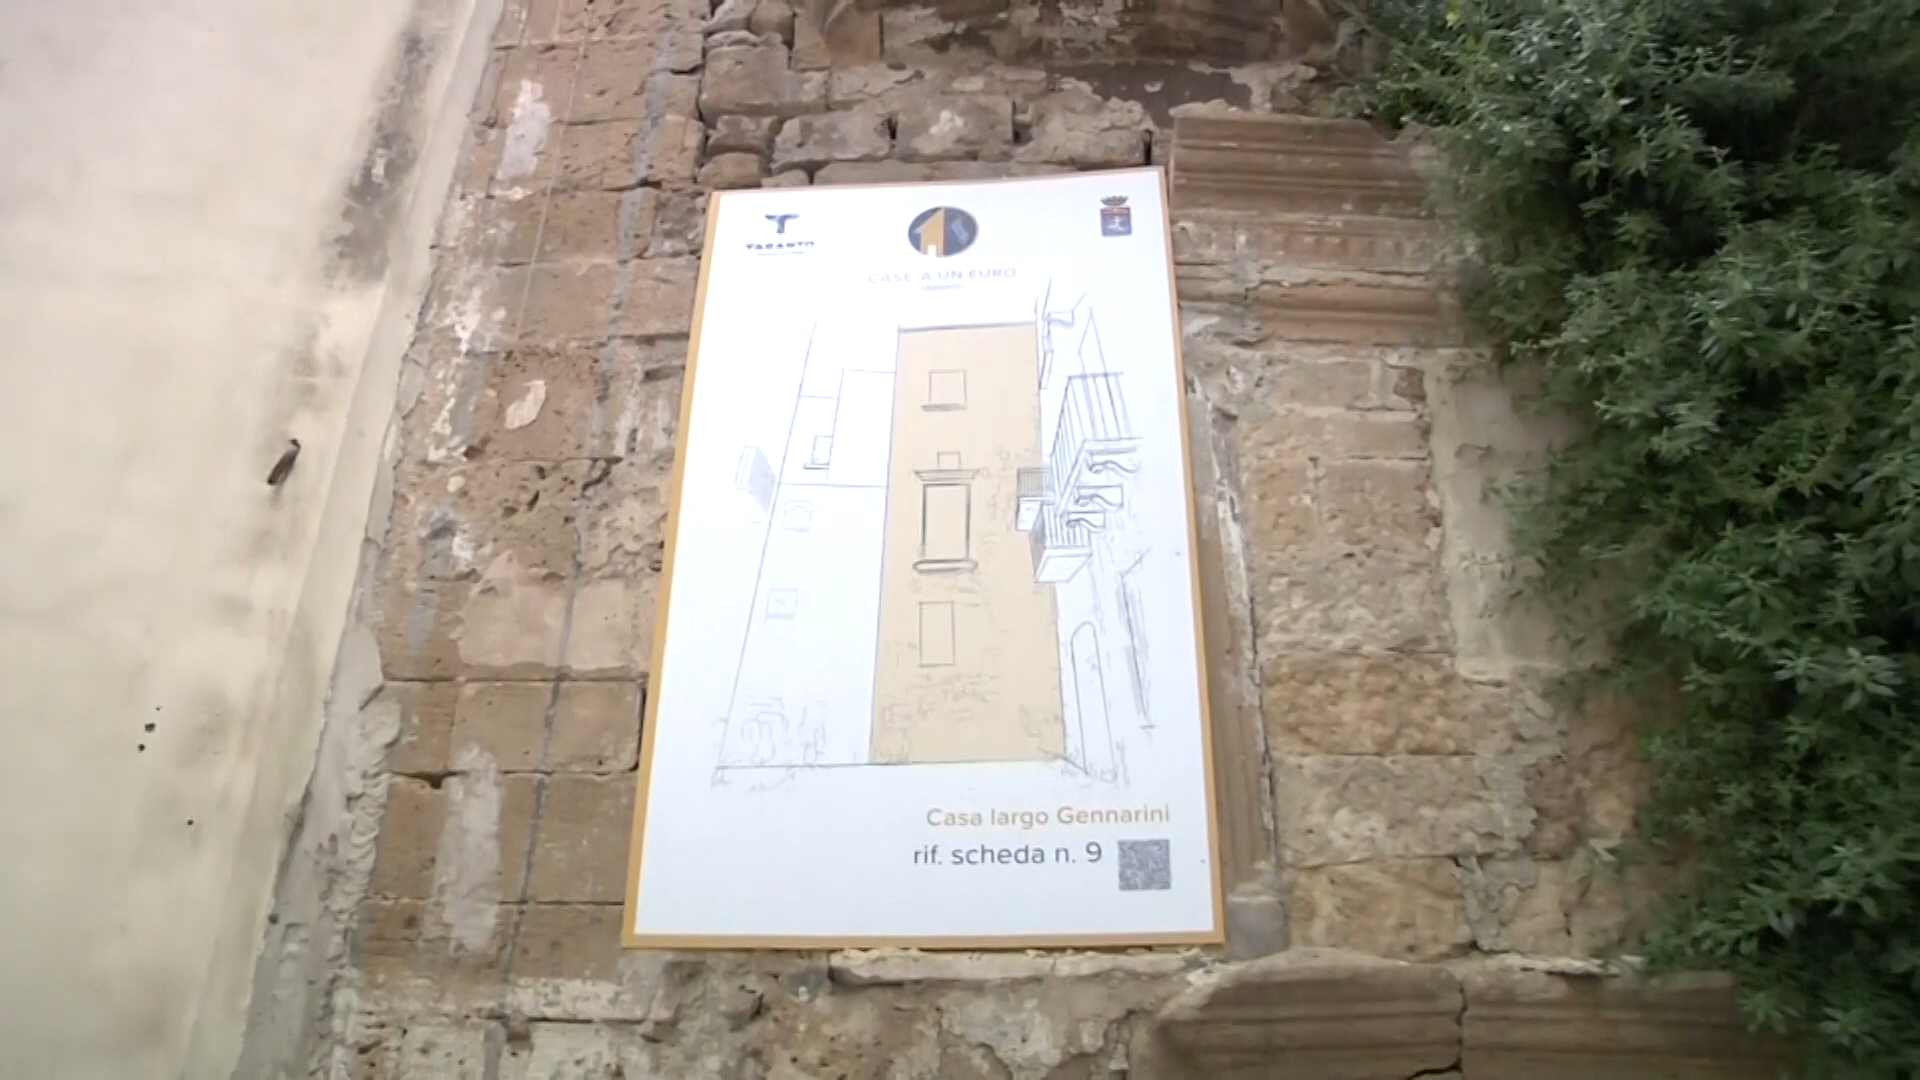 TARANTO
CASE A UN EURO
Casa largo Gennarini
rif. scheda n. 9